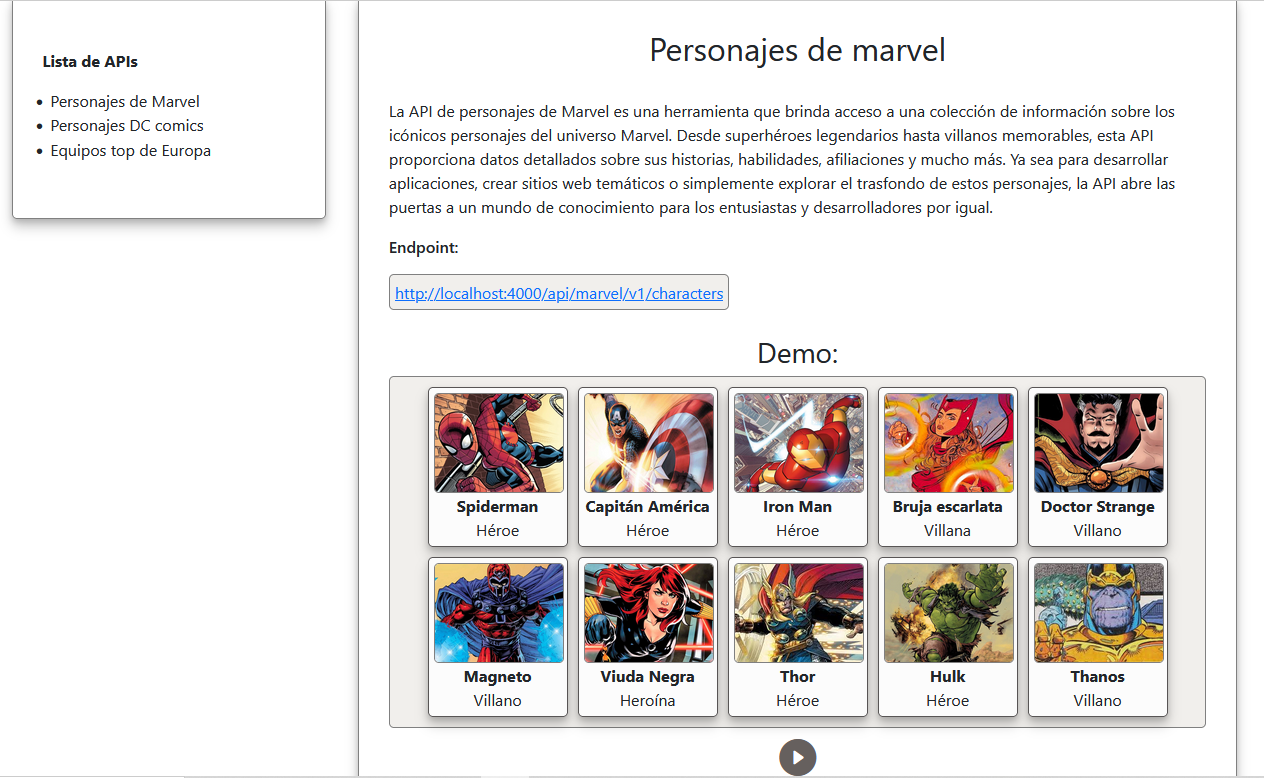 Lista de APIs
Personajes de Marvel
Personajes DC comics
Equipos top de Europa
Personajes de marvel
La API de personajes de Marvel es una herramienta que brinda acceso a una colección de información sobre los
icónicos personajes del universo Marvel. Desde superhéroes legendarios hasta villanos memorables, esta API
proporciona datos detallados sobre sus historias, habilidades, afiliaciones y mucho más. Ya sea para desarrollar
aplicaciones, crear sitios web temáticos o simplemente explorar el trasfondo de estos personajes, la API abre las
puertas a un mundo de conocimiento para los entusiastas y desarrolladores por igual.
Endpoint:
http://localhost:4000/api/marvel/v1/characters
Demo:
Spiderman Capitán América Iron Man Bruja escarlata Doctor Strange
Héroe Héroe Héroe Villana Villano
Magneto Viuda Negra Thor Hulk Thanos
Villano Heroína Héroe Héroe Villano